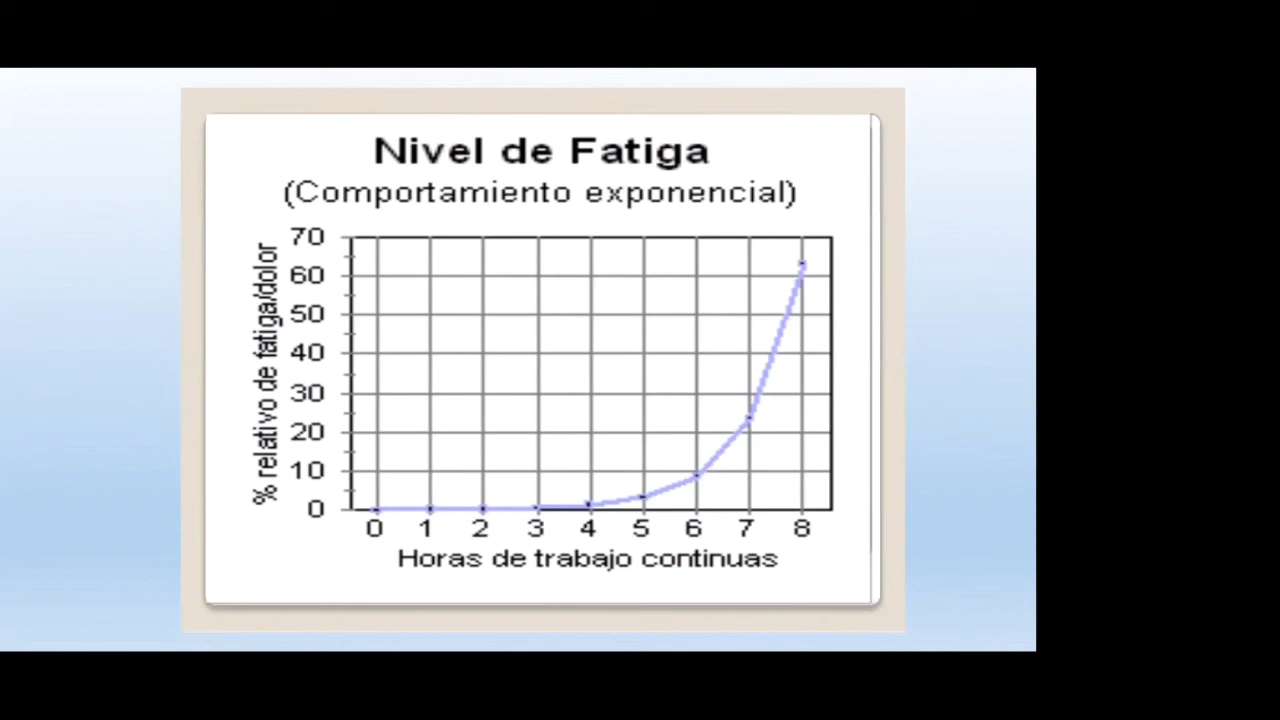 Nivel de Fatiga
(Comportamiento exponencial)
% relativo de fatiga/dolor
70
60
50
40
30
20
10
0
0 1 2 3 4 5 6 7 8
Horas de trabajo continuas